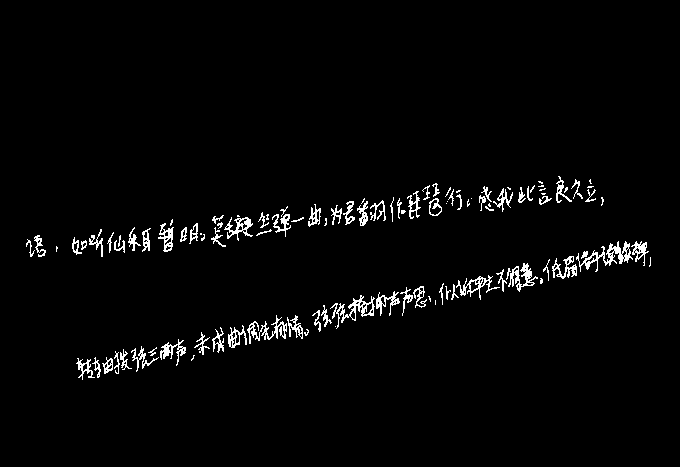 语，如听仙乐耳暂明。莫辞更坐弹一曲，为君翻作琵琶行。感我此言良久立，
转轴拨弦三两声，未成曲调先有情。弦弦掩抑声声思，似诉平生不得意。低眉信手续续弹，